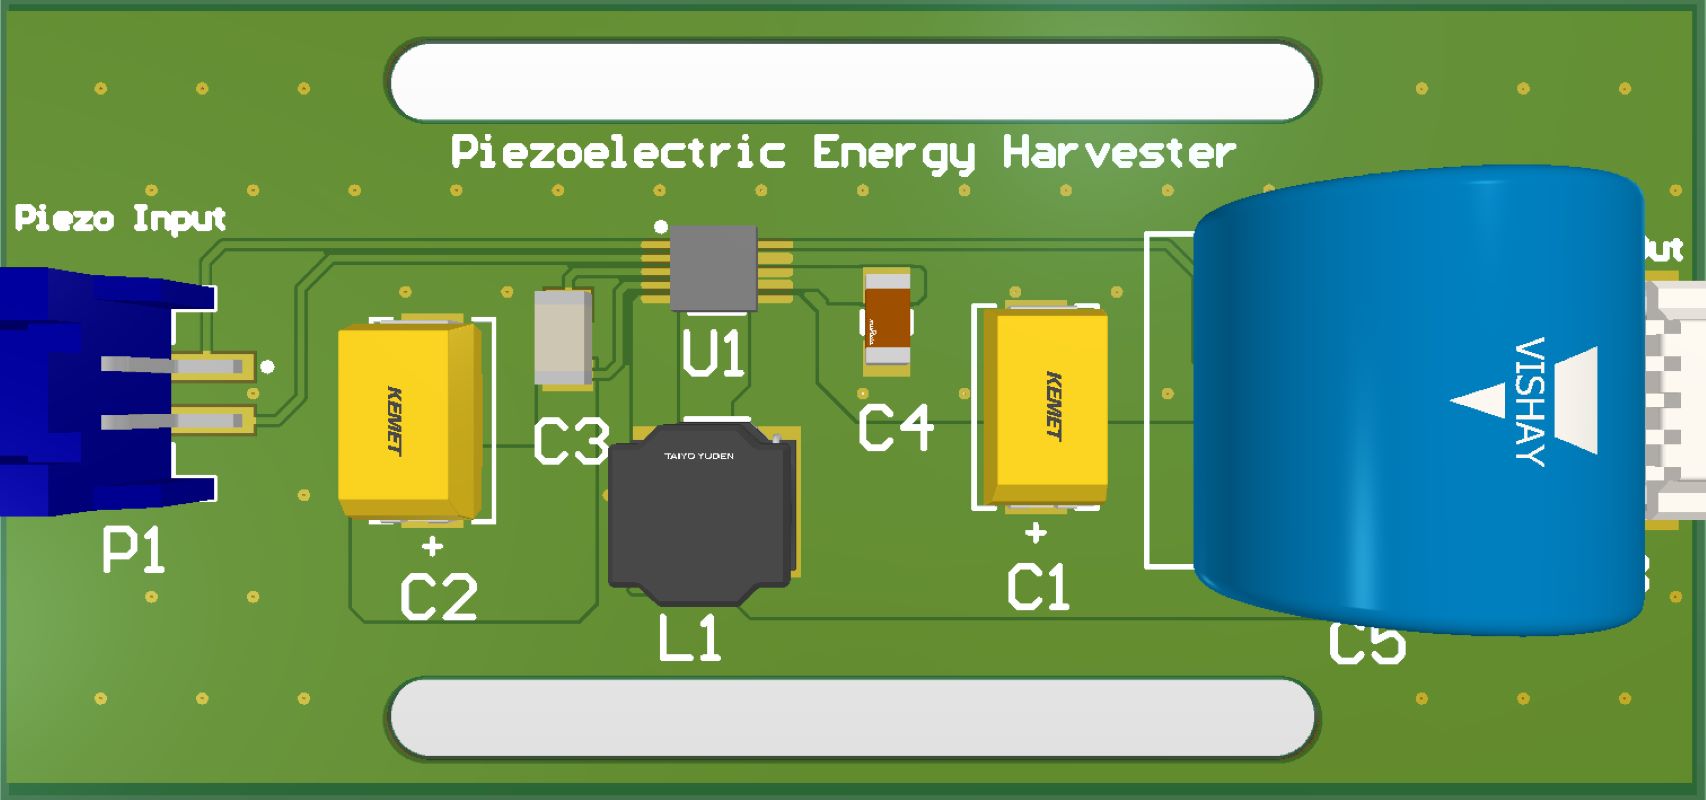 Piezoelectric Energy Harvester
Piezo Input
ut
U1
KEMET
KEMET
VISHAY
C3
C4
TAIYO YUDEN
muRata
P1
+
+
C2
C1
L1
C5